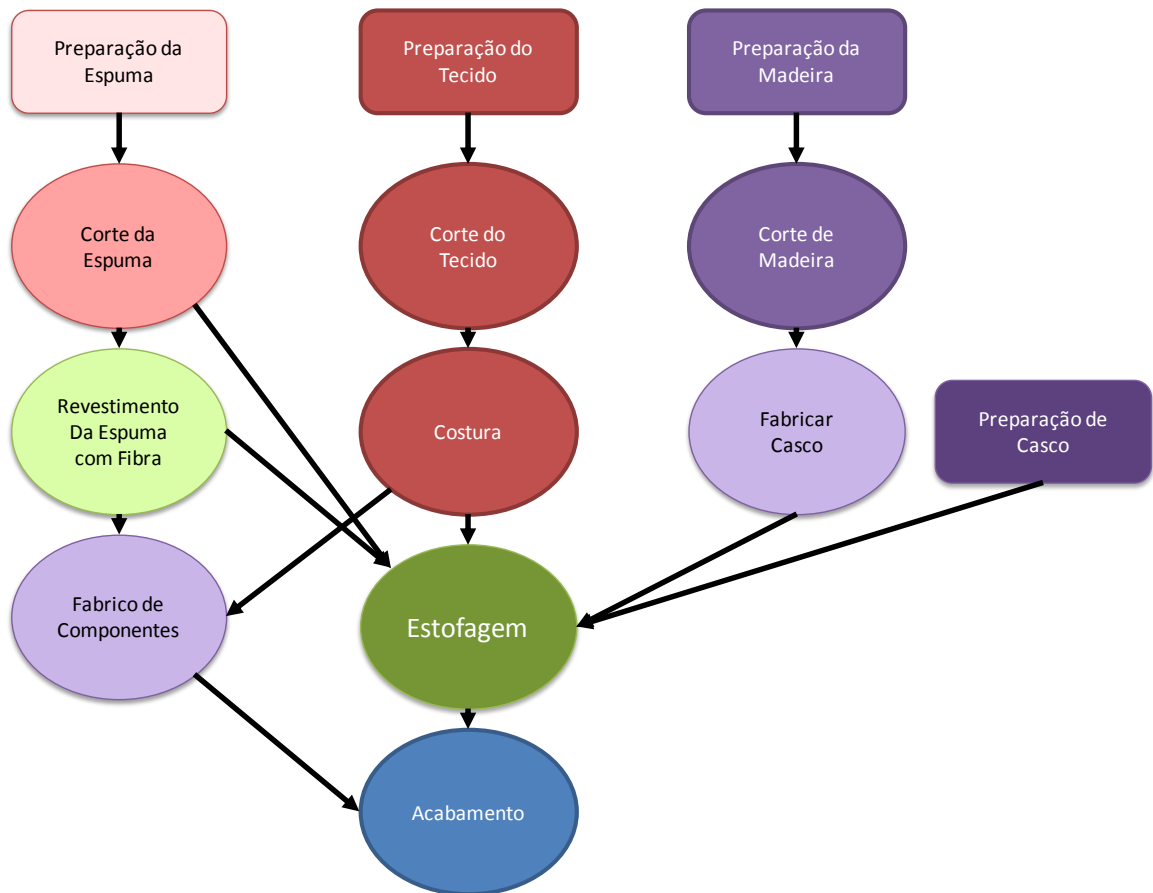 Preparação da
Espuma
Preparação do
Tecido
Preparação da
Madeira
Corte da
Espuma
Corte do
Tecido
Corte de
Madeira
Revestimento
Da Espuma
com Fibra
Costura
Fabricar
Casco
Preparação de
Casco
Fabrico de
Componentes
Estofagem
Acabamento